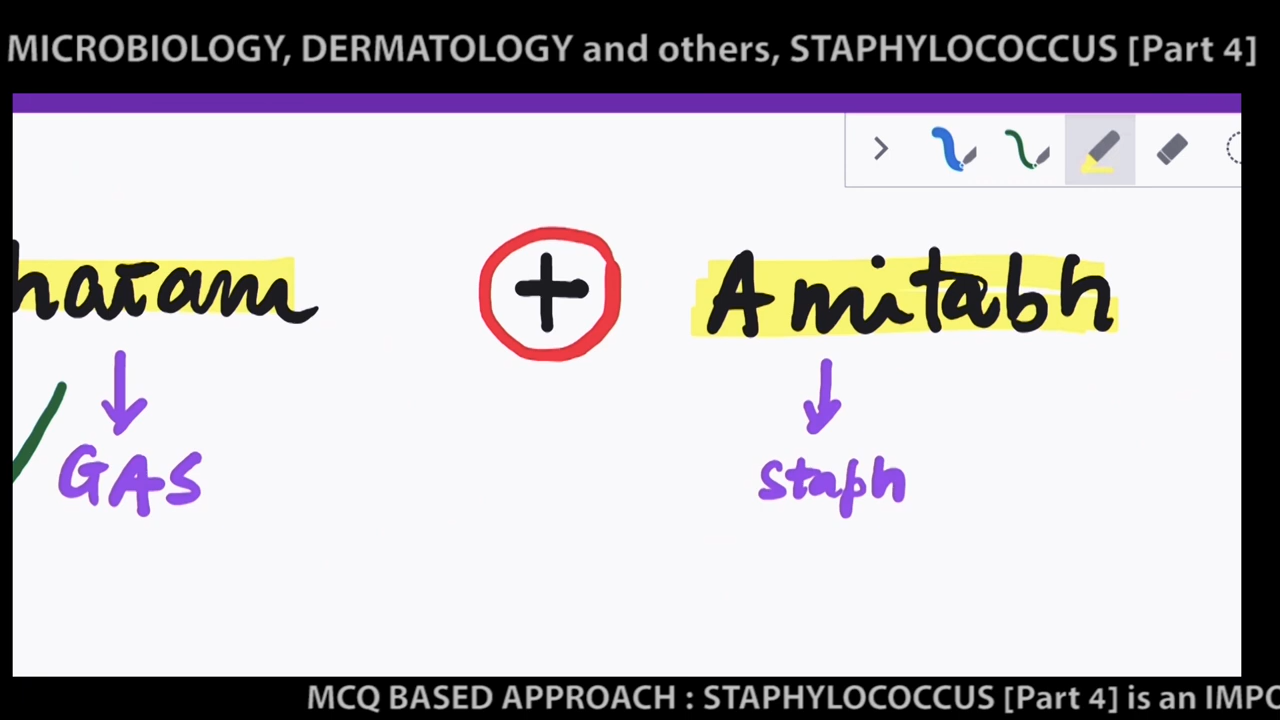 MICROBIOLOGY, DERMATOLOGY and others, STAPHYLOCOCCUS [Part 4]
haram + Amitabh
GAS staph
MCQ BASED APPROACH : STAPHYLOCOCCUS [Part 4] is an IMPO